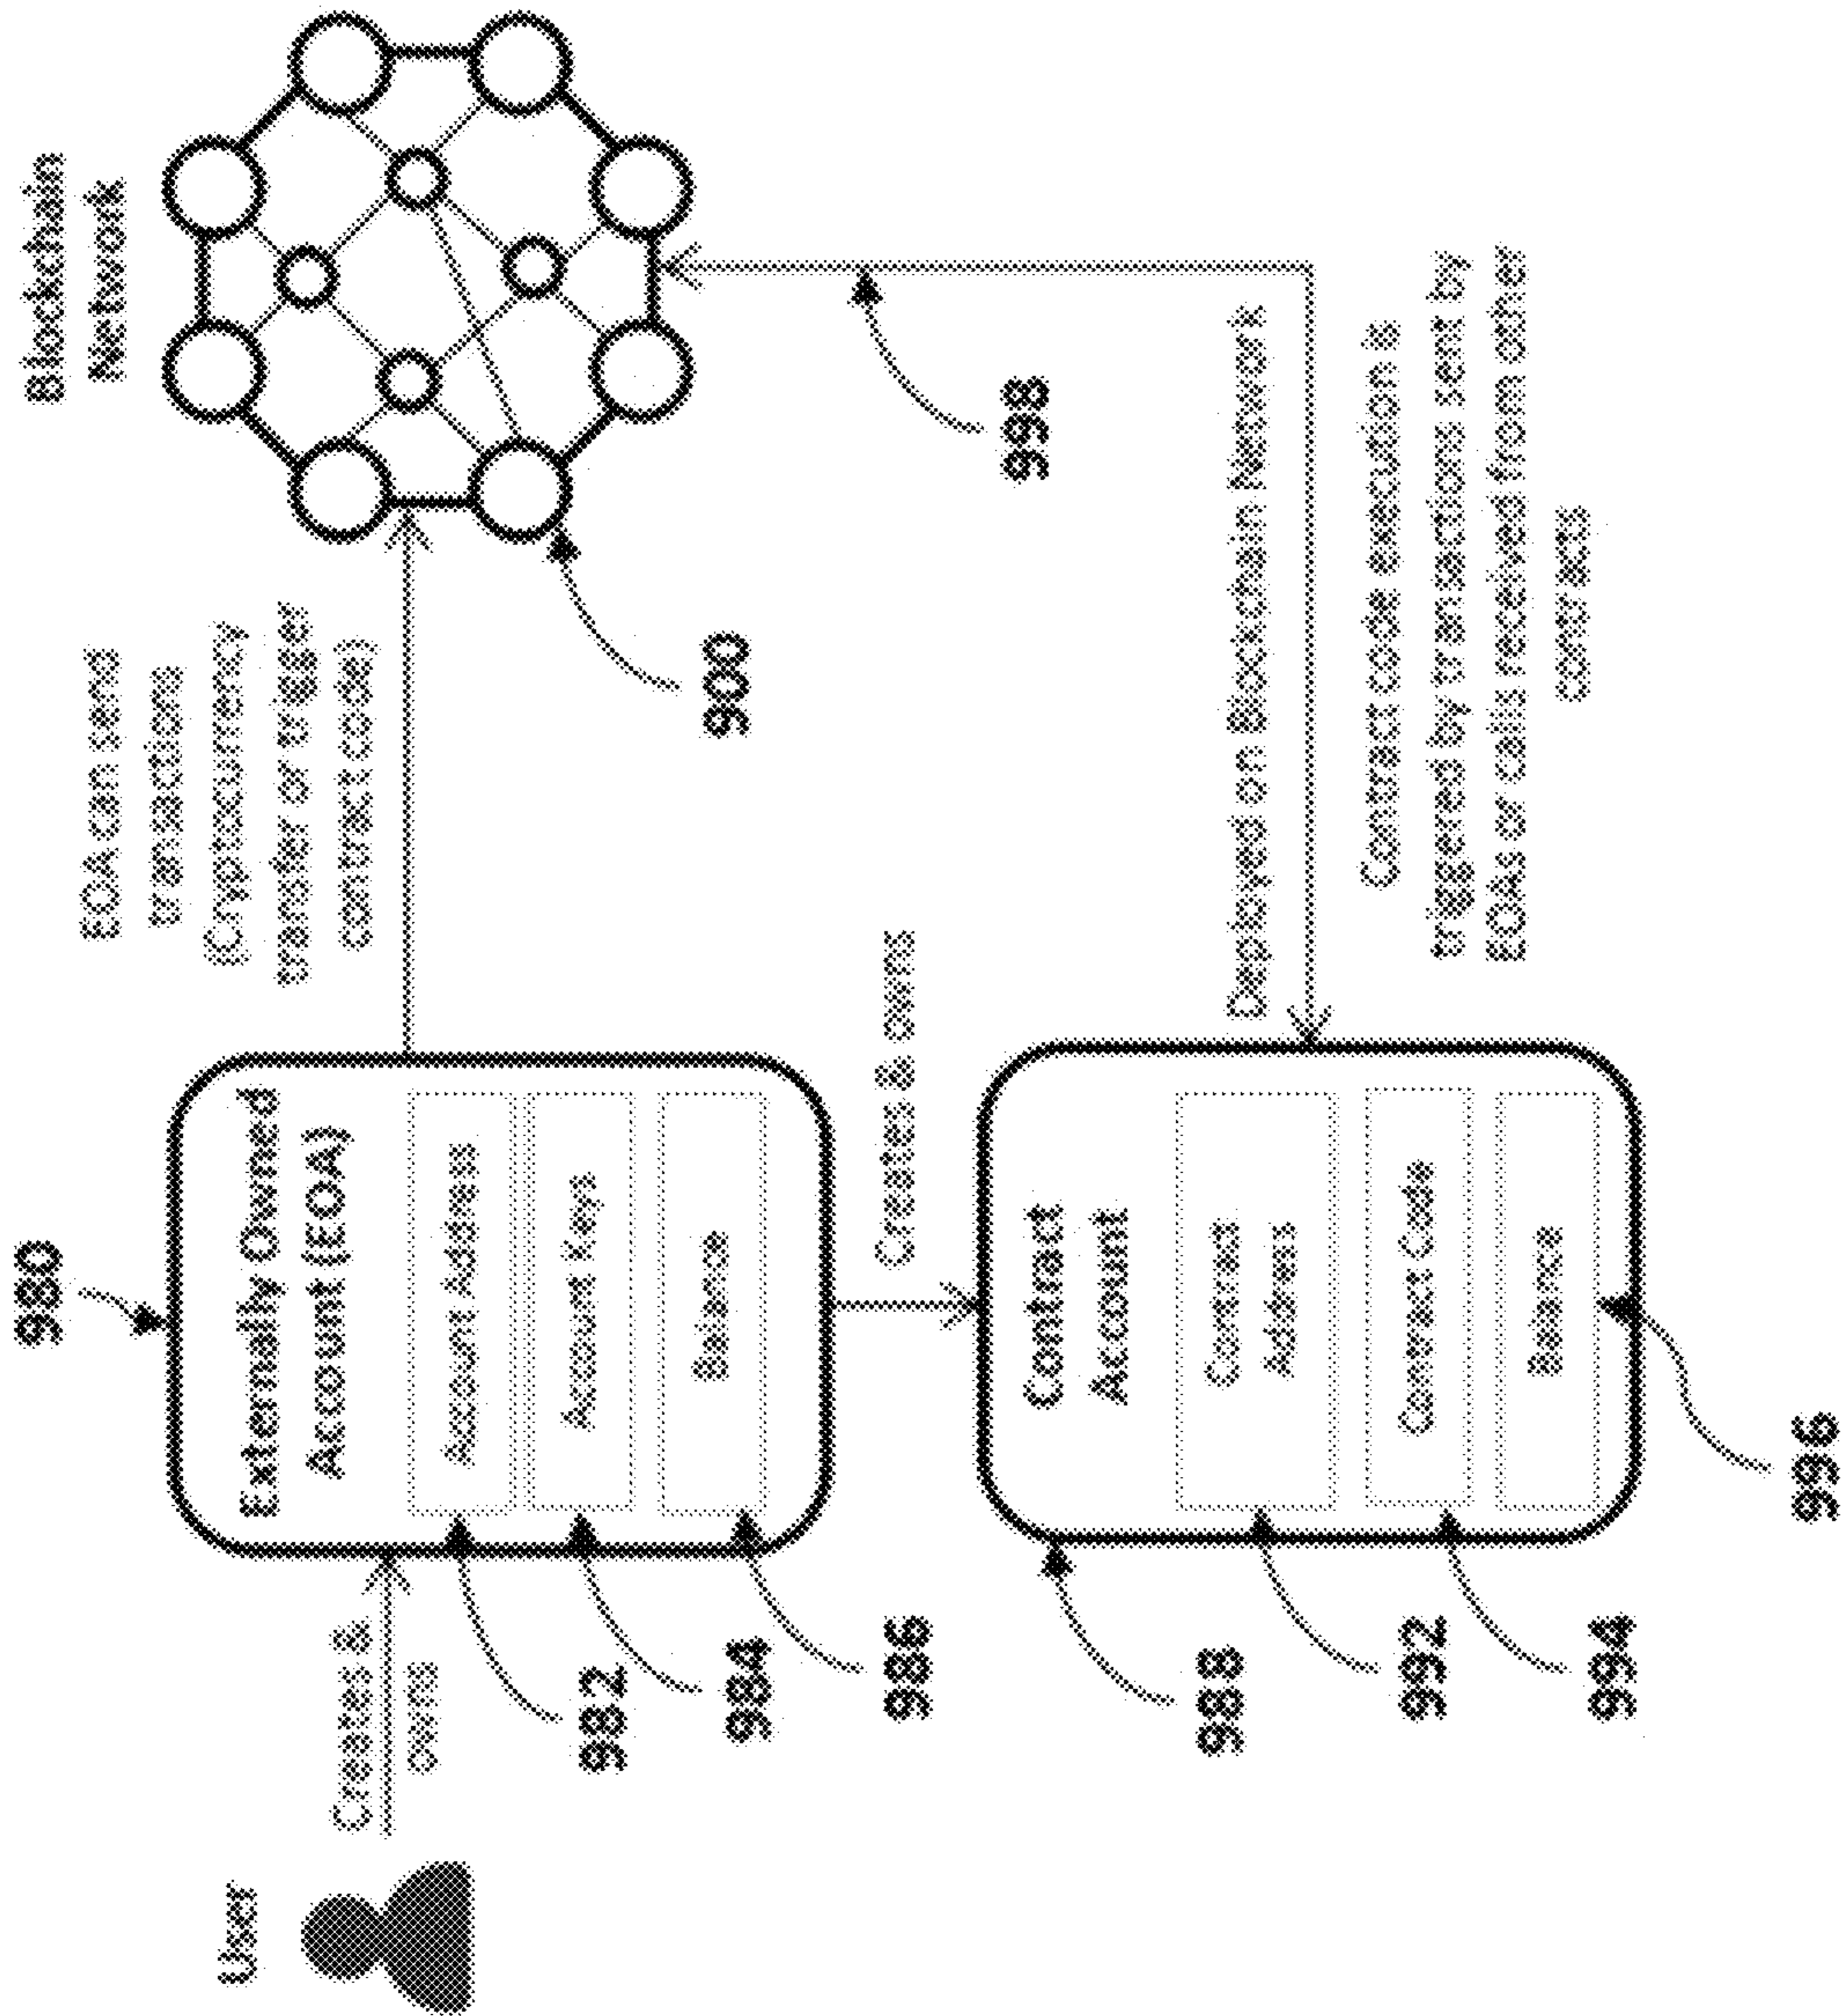 User
Creates &
owns
980
Externally Owned
Account (EOA)
Account Address
Account Keys
Balance
982
984
986
EOA can send
transactions
(Cryptocurrency
transfer or trigger
contract code)
Blockchain
Network
900
Creates & owns
Contract
Account
Contract
Address
Contract Code
Balance
988
992
994
996
Deployed on Blockchain Network
998
Contract code execution is
triggered by transactions sent by
EOAs or calls received from other
contracts